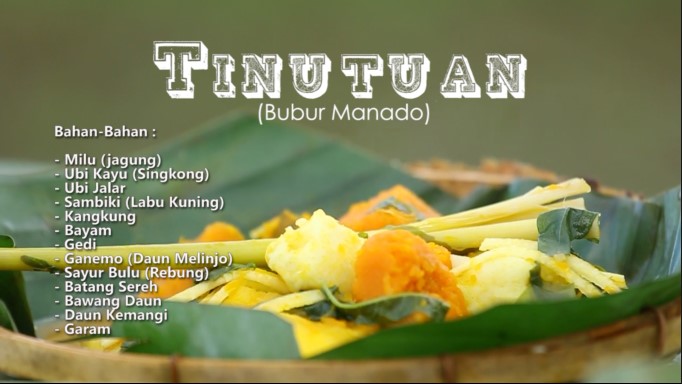 TINUTUAN
(Bubur Manado)
Bahan-Bahan :
- Milu (jagung)
- Ubi Kayu (Singkong)
- Ubi Jalar
- Sambiki (Labu Kuning)
- Kangkung
- Bayam
- Gedi
- Ganemo (Daun Melinjo)
- Sayur Bulu (Rebung)
- Batang Sereh
- Bawang Daun
- Daun Kemangi
- Garam